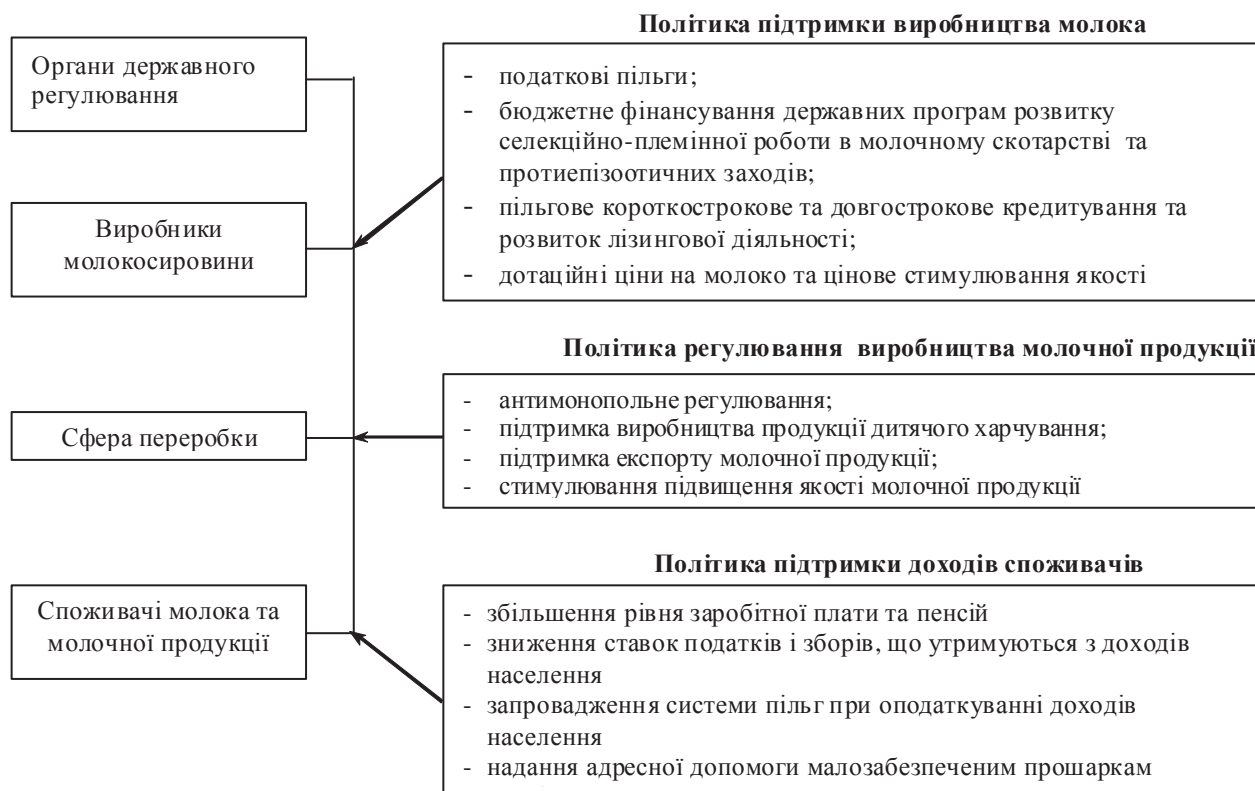 Політика підтримки виробництва молока
Органи державного
регулювання
- податкові пільги;
- бюджетне фінансування державних програм розвитку
селекційно-племінної роботи в молочному скотарстві та
протиепізоотичних заходів;
- пільгове короткострокове та довгострокове кредитування та
розвиток лізингової діяльності;
- дотаційні ціни на молоко та цінове стимулювання якості
Виробники
молокосировини
Політика регулювання виробництва молочної продукції
Сфера переробки
- антимонопольне регулювання;
- підтримка виробництва продукції дитячого харчування;
- підтримка експорту молочної продукції;
- стимулювання підвищення якості молочної продукції
Політика підтримки доходів споживачів
Споживачі молока та
молочної продукції
- збільшення рівня заробітної плати та пенсій
- зниження ставок податків і зборів, що утримуються з доходів
населення
- запровадження системи пільг при оподаткуванні доходів
населення
- надання адресної допомоги малозабезпеченим прошаркам